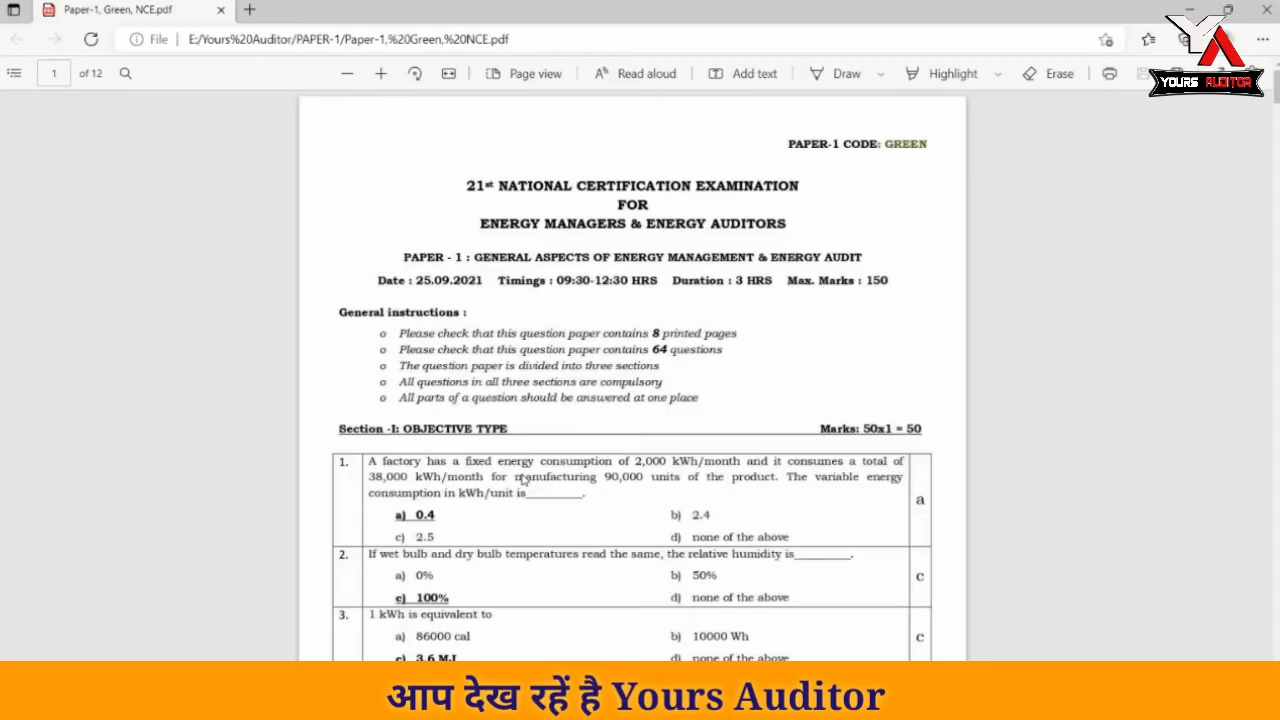 Paper-1, Green, NCE.pdf
File E:/Yours%20Auditor/PAPER-1/Paper-1,%20Green,%20NCE.pdf
1 of 12 Page view Read aloud Add text Draw Highlight Erase
YOURS AUDITOR
PAPER-1 CODE: GREEN
21st NATIONAL CERTIFICATION EXAMINATION
FOR
ENERGY MANAGERS & ENERGY AUDITORS
PAPER - 1 : GENERAL ASPECTS OF ENERGY MANAGEMENT & ENERGY AUDIT
Date : 25.09.2021 Timings : 09:30-12:30 HRS Duration : 3 HRS Max. Marks : 150
General instructions :
o Please check that this question paper contains 8 printed pages
o Please check that this question paper contains 64 questions
o The question paper is divided into three sections
o All questions in all three sections are compulsory
o All parts of a question should be answered at one place
Section -I: OBJECTIVE TYPE Marks: 50x1 = 50
1. A factory has a fixed energy consumption of 2,000 kWh/month and it consumes a total of
38,000 kWh/month for manufacturing 90,000 units of the product. The variable energy
consumption in kWh/unit is_________.
a
a) 0.4 b) 2.4
c) 2.5 d) none of the above
2. If wet bulb and dry bulb temperatures read the same, the relative humidity is_________.
a) 0% b) 50%
c
c) 100% d) none of the above
3. 1 kWh is equivalent to
a) 86000 cal b) 10000 Wh
c
c) 3.6 MJ d) none of the above
आप देख रहें है Yours Auditor